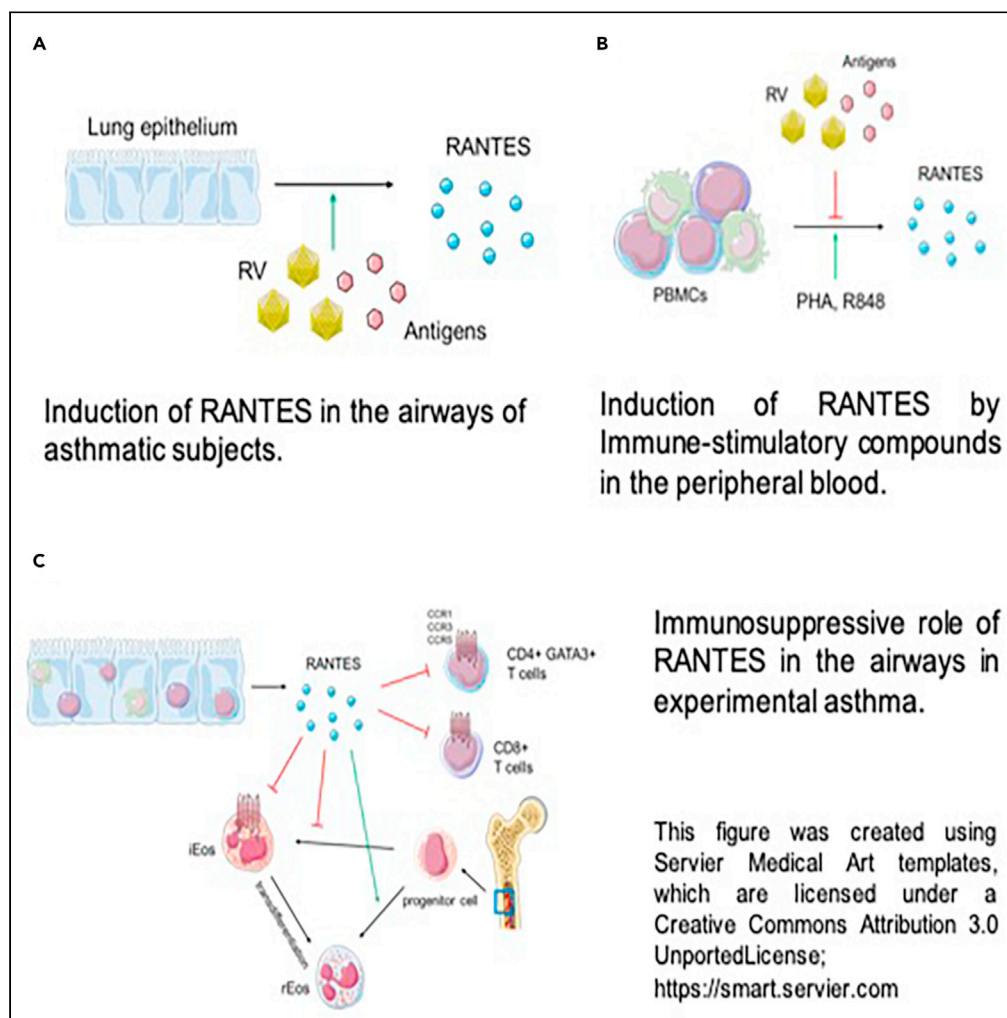 A
Lung epithelium
RANTES
RV
Antigens
Induction of RANTES in the airways of
asthmatic subjects.
B
Antigens
RV
RANTES
PBMCs
PHA, R848
Induction of RANTES by
Immune-stimulatory compounds
in the peripheral blood.
C
CCR1
CCR3
CCR5
RANTES
CD4+ GATA3+
T cells
CD8+
T cells
iEos
transdifferentiation
progenitor cell
rEos
Immunosuppressive role of
RANTES in the airways in
experimental asthma.
This figure was created using
Servier Medical Art templates,
which are licensed under a
Creative Commons Attribution 3.0
UnportedLicense;
https://smart.servier.com